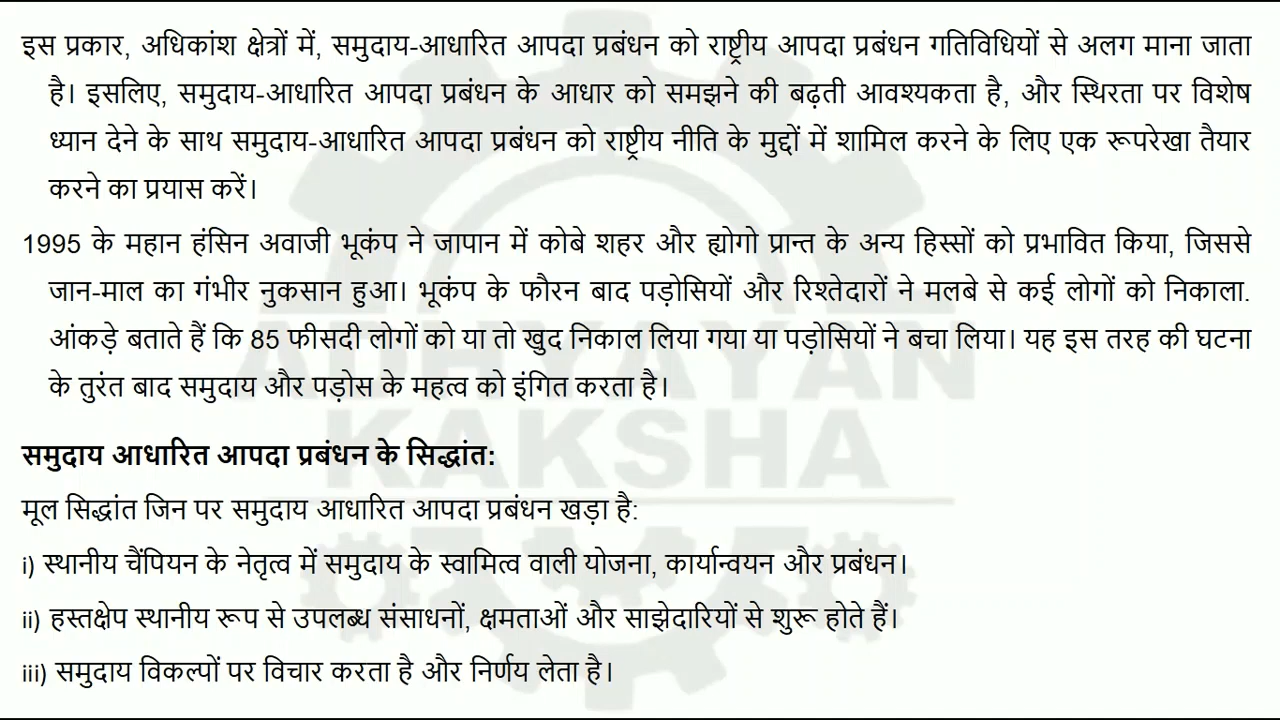 इस प्रकार, अधिकांश क्षेत्रों में, समुदाय-आधारित आपदा प्रबंधन को राष्ट्रीय आपदा प्रबंधन गतिविधियों से अलग माना जाता
है। इसलिए, समुदाय-आधारित आपदा प्रबंधन के आधार को समझने की बढ़ती आवश्यकता है, और स्थिरता पर विशेष
ध्यान देने के साथ समुदाय-आधारित आपदा प्रबंधन को राष्ट्रीय नीति के मुद्दों में शामिल करने के लिए एक रूपरेखा तैयार
करने का प्रयास करें।
1995 के महान हंसिन अवाजी भूकंप ने जापान में कोबे शहर और ह्योगो प्रान्त के अन्य हिस्सों को प्रभावित किया, जिससे
जान-माल का गंभीर नुकसान हुआ। भूकंप के फौरन बाद पड़ोसियों और रिश्तेदारों ने मलबे से कई लोगों को निकाला.
आंकड़े बताते हैं कि 85 फीसदी लोगों को या तो खुद निकाल लिया गया या पड़ोसियों ने बचा लिया। यह इस तरह की घटना
के तुरंत बाद समुदाय और पड़ोस के महत्व को इंगित करता है।
ADHYAYAN
KAKSHA
समुदाय आधारित आपदा प्रबंधन के सिद्धांत:
मूल सिद्धांत जिन पर समुदाय आधारित आपदा प्रबंधन खड़ा है:
i) स्थानीय चैंपियन के नेतृत्व में समुदाय के स्वामित्व वाली योजना, कार्यान्वयन और प्रबंधन।
ii) हस्तक्षेप स्थानीय रूप से उपलब्ध संसाधनों, क्षमताओं और साझेदारियों से शुरू होते हैं।
iii) समुदाय विकल्पों पर विचार करता है और निर्णय लेता है।